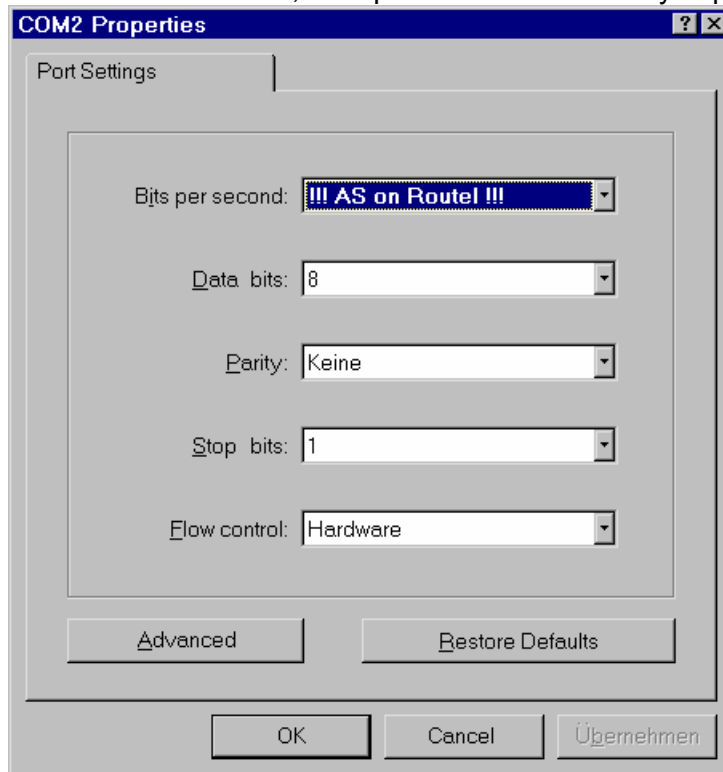 COM2 Properties
Port Settings
Bits per second: !!! AS on Routel !!!
Data bits: 8
Parity: Keine
Stop bits: 1
Flow control: Hardware
Advanced Restore Defaults
OK Cancel Übernehmen